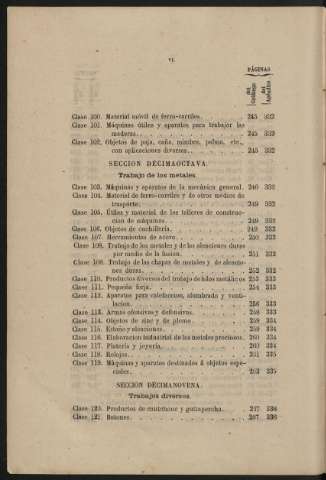 VI
PÁGINAS
del Catálogo
del Apéndice
Clase 100. Material móvil de ferro-carriles. 245 332
Clase 101. Máquinas útiles y aparatos para trabajar las
maderas. 245 332
Clase 102. Objetos de paja, caña, mimbre, palma, etc.,
con aplicaciones diversas. 245 332
SECCION DÉCIMAOCTAVA.
Trabajo de los metales
Clase 103. Máquinas y aparatos de la mecánica general. 246 332
Clase 104. Material de ferro-carriles y de otros medios de
trasporte. 249 332
Clase 105. Útiles y material de los talleres de construc-
cion de máquinas. 249 332
Clase 106. Objetos de cuchillería. 249 332
Clase 107. Herramientas de acero. 250 332
Clase 108. Trabajo de los metales y de las aleaciones duras
por medio de la fusion. 251 332
Clase 109. Trabajo de las chapas de metales y de aleacio-
nes duras. 252 332
Clase 110. Productos diversos del trabajo de los metálicos 253 333
Clase 111. Pequeña forja. 254 333
Clase 112. Aparatos para calefaccion, alumbrado y venti-
lacion. 256 333
Clase 113. Armas ofensivas y defensivas. 258 333
Clase 114. Objetos de zinc y de plomo. 259 334
Clase 115. Estaño y aleaciones. 259 334
Clase 116. Elaboracion industrial de los metales preciosos. 260 334
Clase 117. Platería y joyería. 260 334
Clase 118. Relojes. 261 335
Clase 119. Máquinas y aparatos destinados á objetos espe-
ciales. 263 335
SECCIÓN DÉCIMANOVENA.
Trabajos diversos
Clase 120. Productos de cautchouc y guttapercha. 267 336
Clase 122. Botones. 267 336